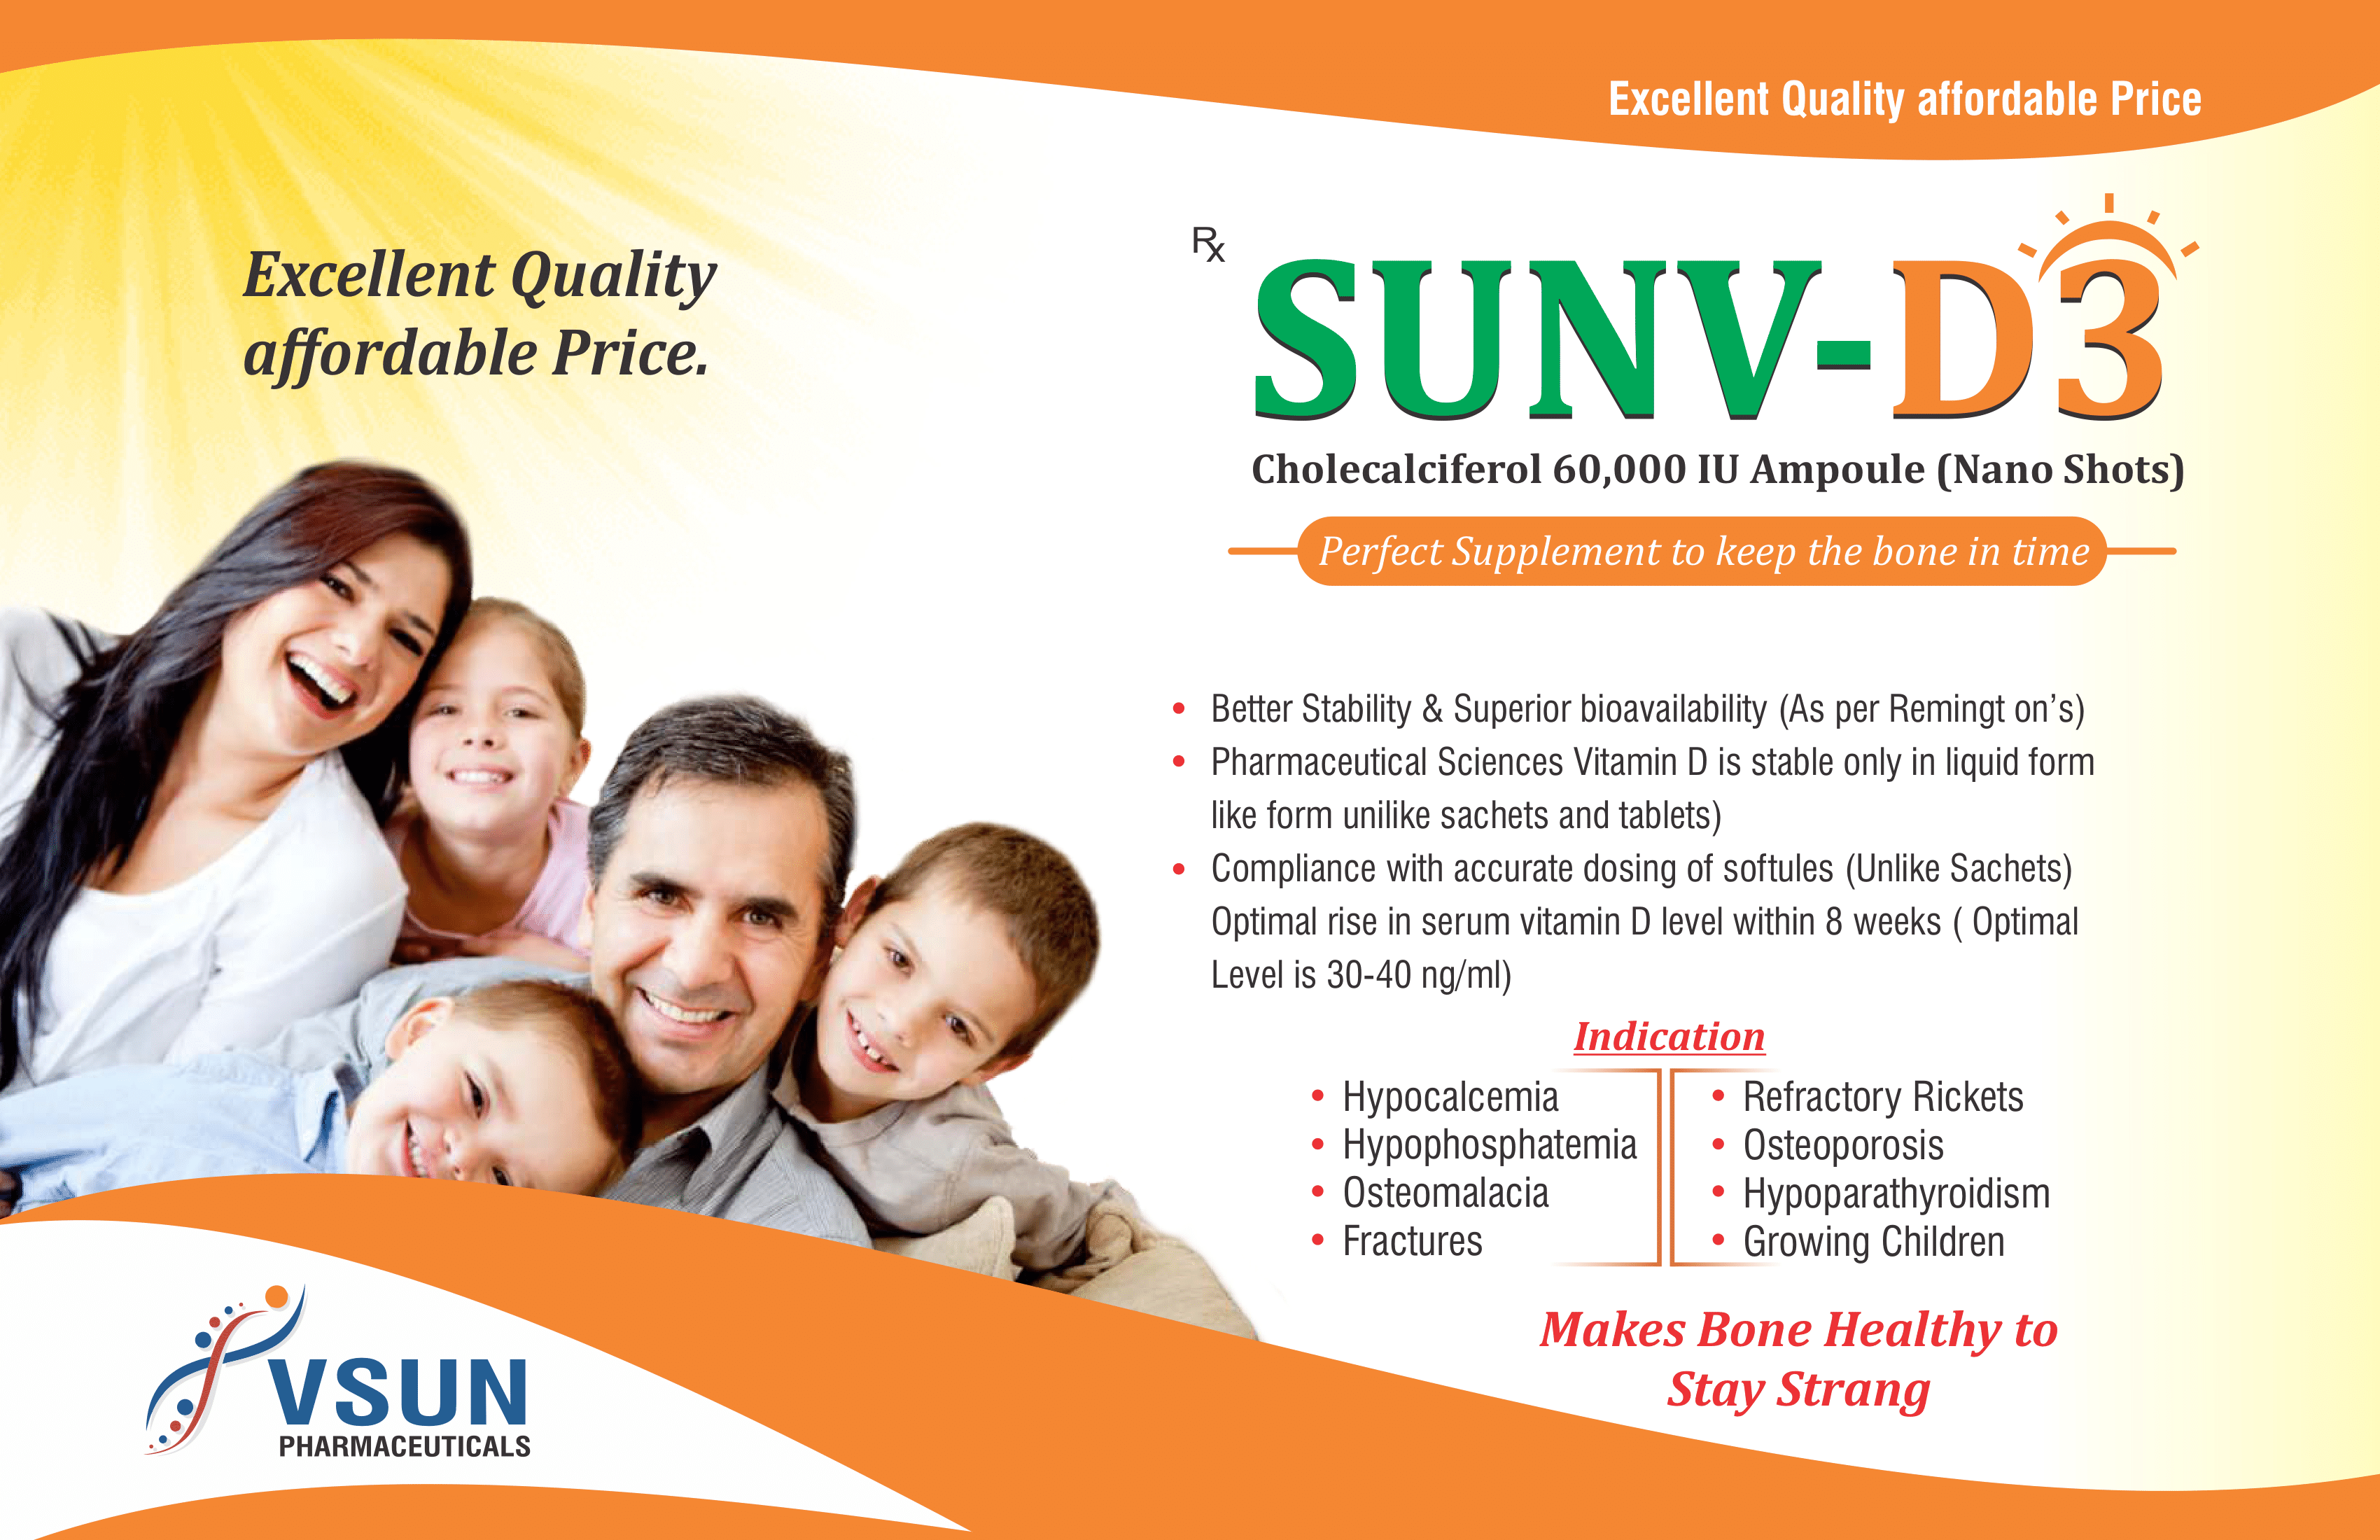 Excellent Quality affordable Price
Excellent Quality
affordable Price.
Rx
SUNV-D3
Cholecalciferol 60,000 IU Ampoule (Nano Shots)
Perfect Supplement to keep the bone in time
• Better Stability & Superior bioavailability (As per Remingt on’s)
• Pharmaceutical Sciences Vitamin D is stable only in liquid form
like form unilike sachets and tablets)
• Compliance with accurate dosing of softules (Unlike Sachets)
Optimal rise in serum vitamin D level within 8 weeks ( Optimal
Level is 30-40 ng/ml)
Indication
• Hypocalcemia
• Hypophosphatemia
• Osteomalacia
• Fractures
• Refractory Rickets
• Osteoporosis
• Hypoparathyroidism
• Growing Children
Makes Bone Healthy to
Stay Strang
VSUN
PHARMACEUTICALS